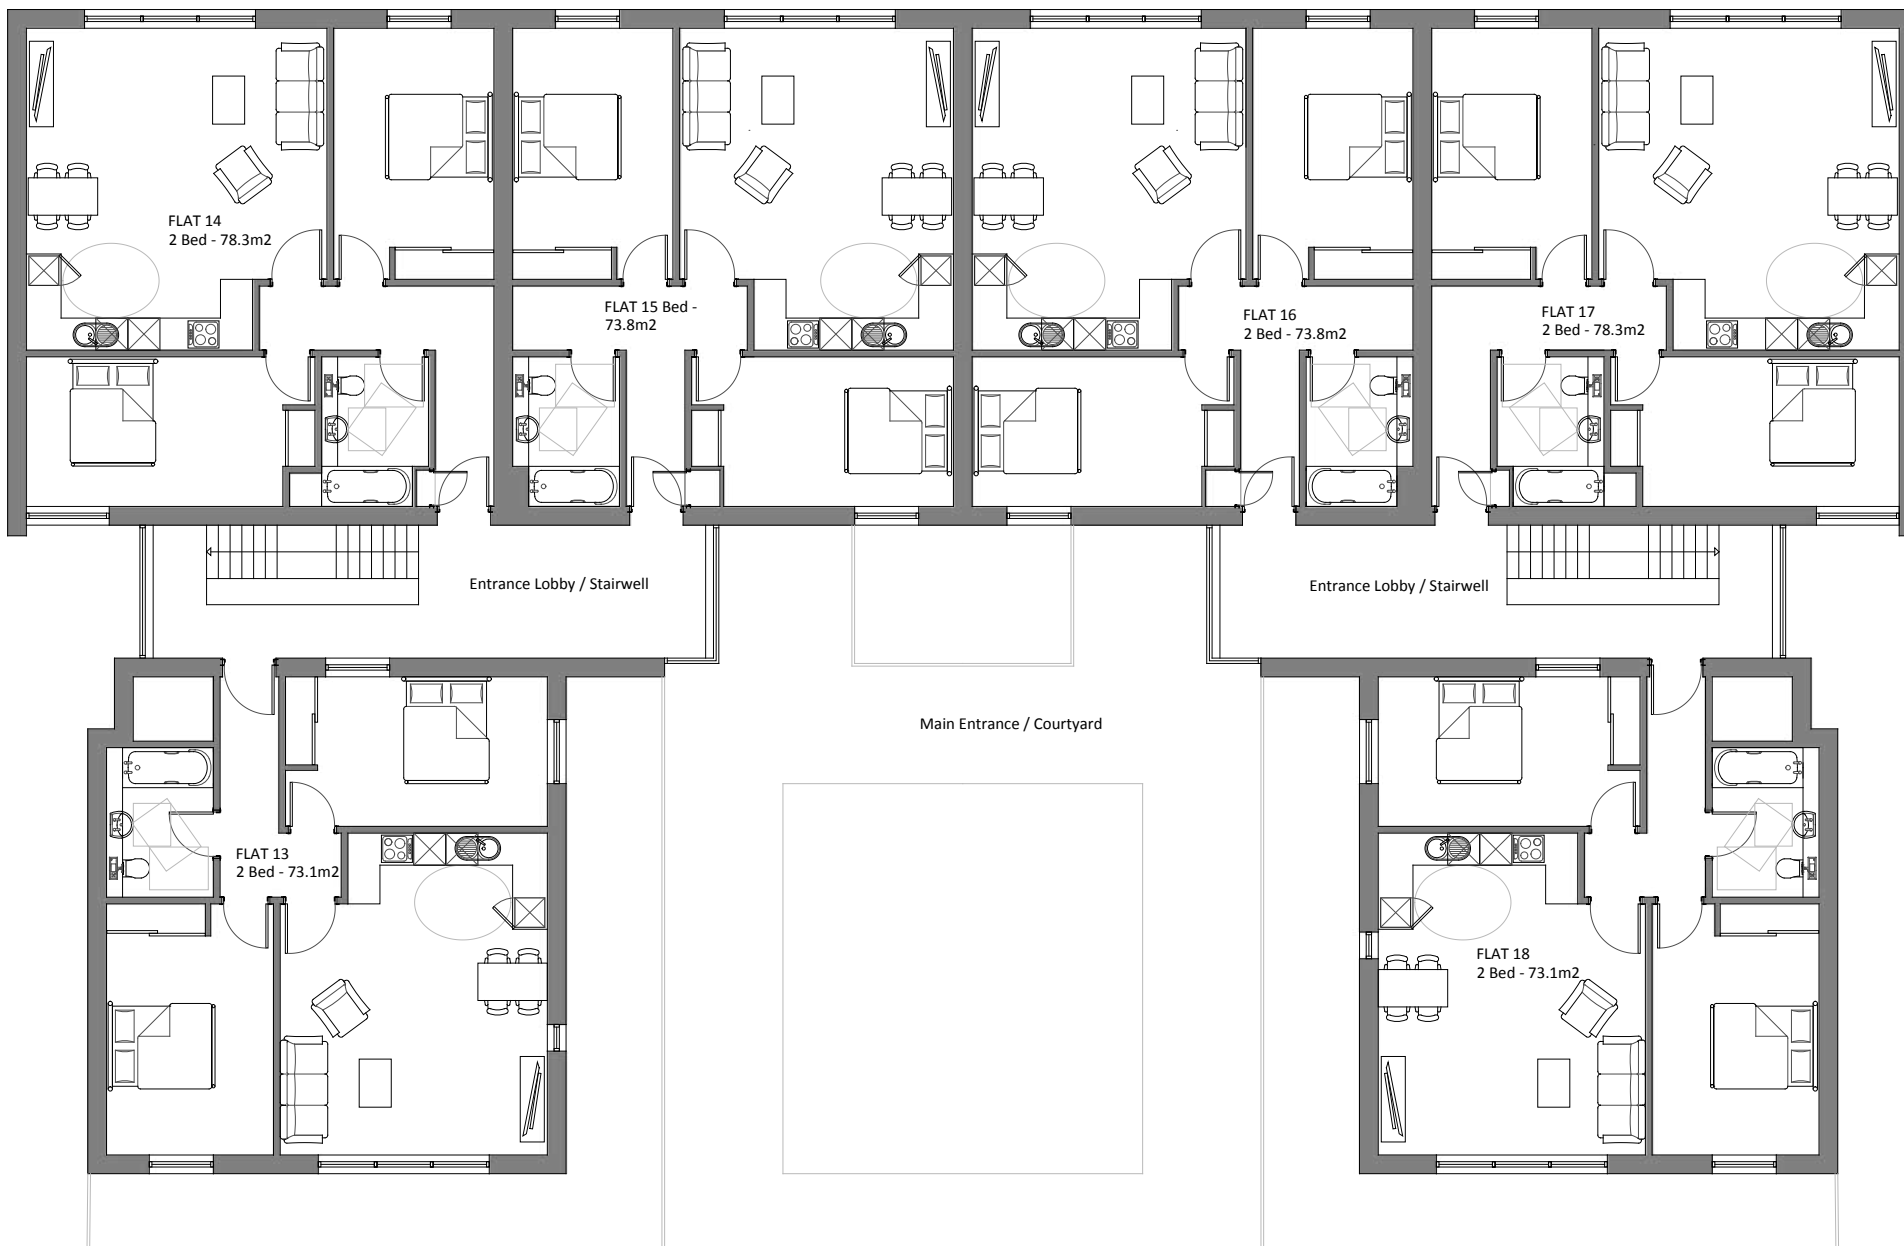 FLAT 14
2 Bed - 78.3m2
FLAT 15 Bed -
73.8m2
FLAT 16
2 Bed - 73.8m2
FLAT 17
2 Bed - 78.3m2
Entrance Lobby / Stairwell
Entrance Lobby / Stairwell
Main Entrance / Courtyard
FLAT 13
2 Bed - 73.1m2
FLAT 18
2 Bed - 73.1m2